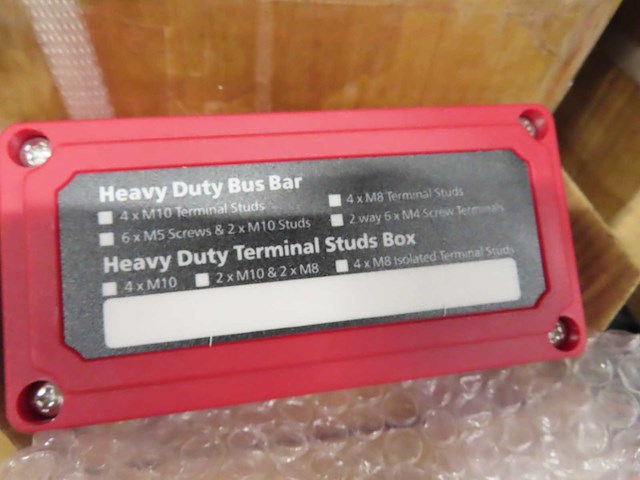 Heavy Duty Bus Bar
4 x M10 Terminal Studs
4 x M8 Terminal Studs
6 x M5 Screws & 2 x M10 Studs
2 way 6 x M4 Screw Terminals
Heavy Duty Terminal Studs Box
4 x M10
2 x M10 & 2 x M8
4 x M8 Isolated Terminal Studs